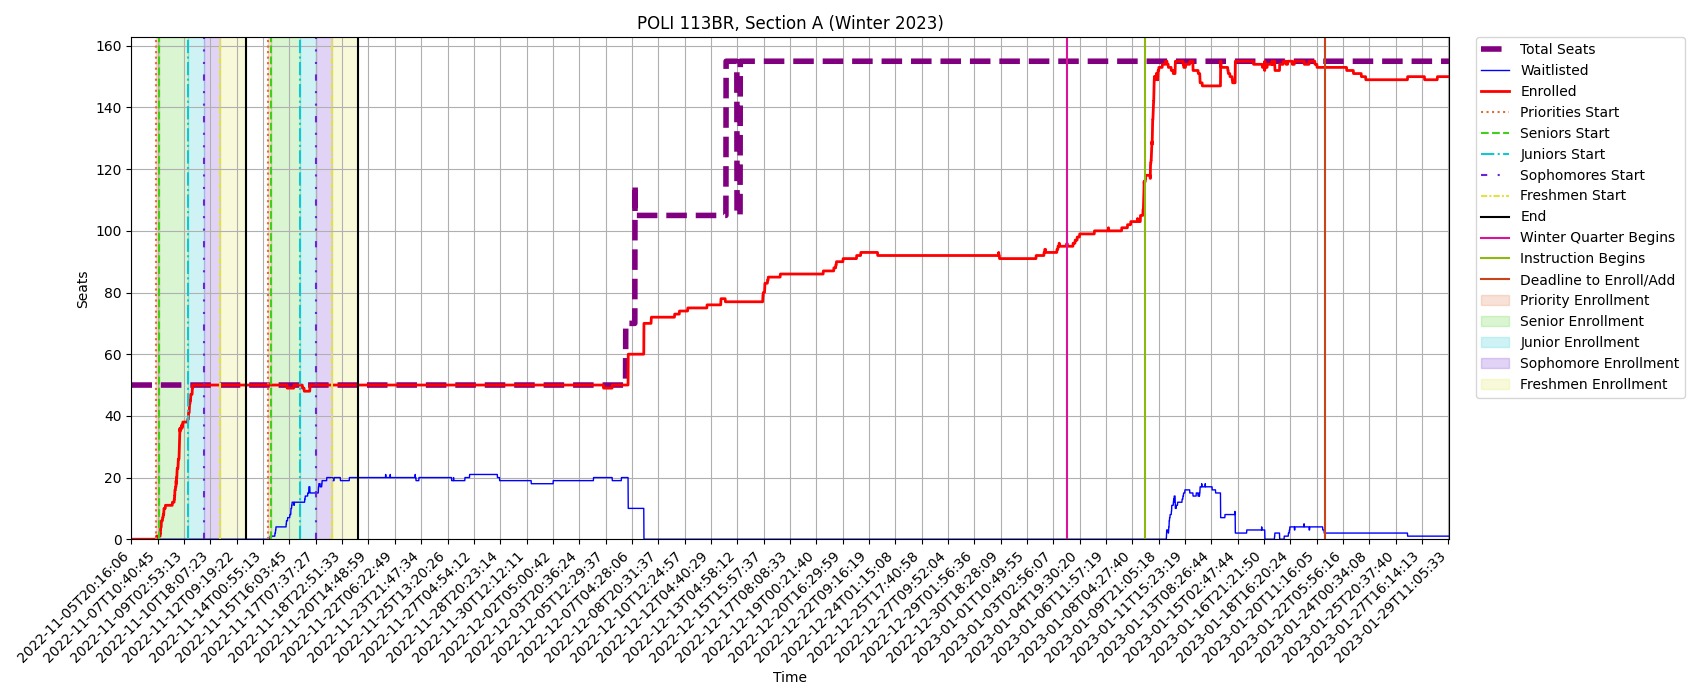 POLI 113BR, Section A (Winter 2023)
160
140
120
100
80
60
40
20
0
Seats
2022-11-05T20:16:06
2022-11-07T10:40:45
2022-11-09T02:53:13
2022-11-10T18:07:23
2022-11-12T09:19:22
2022-11-14T00:55:13
2022-11-15T16:03:45
2022-11-17T07:37:27
2022-11-18T22:51:33
2022-11-20T14:48:59
2022-11-22T06:22:49
2022-11-23T21:47:34
2022-11-25T13:20:26
2022-11-27T04:54:12
2022-11-28T20:23:14
2022-11-30T12:12:11
2022-12-02T05:00:42
2022-12-03T20:36:24
2022-12-05T12:29:37
2022-12-07T04:28:06
2022-12-08T20:31:37
2022-12-10T12:24:57
2022-12-12T04:40:29
2022-12-13T04:58:12
2022-12-15T15:57:37
2022-12-17T08:08:33
2022-12-19T00:21:40
2022-12-20T16:29:59
2022-12-22T09:16:19
2022-12-24T01:15:08
2022-12-25T17:40:58
2022-12-27T09:52:04
2022-12-29T01:56:36
2022-12-30T18:28:09
2023-01-01T10:49:55
2023-01-03T02:56:07
2023-01-04T19:30:20
2023-01-06T11:57:19
2023-01-08T04:27:40
2023-01-09T21:05:18
2023-01-11T15:23:19
2023-01-13T08:26:44
2023-01-15T02:47:44
2023-01-16T21:21:50
2023-01-18T16:20:24
2023-01-20T11:16:05
2023-01-22T05:56:16
2023-01-24T00:34:08
2023-01-25T20:37:40
2023-01-27T16:14:13
2023-01-29T11:05:33
Time
Total Seats
Waitlisted
Enrolled
Priorities Start
Seniors Start
Juniors Start
Sophomores Start
Freshmen Start
End
Winter Quarter Begins
Instruction Begins
Deadline to Enroll/Add
Priority Enrollment
Senior Enrollment
Junior Enrollment
Sophomore Enrollment
Freshmen Enrollment